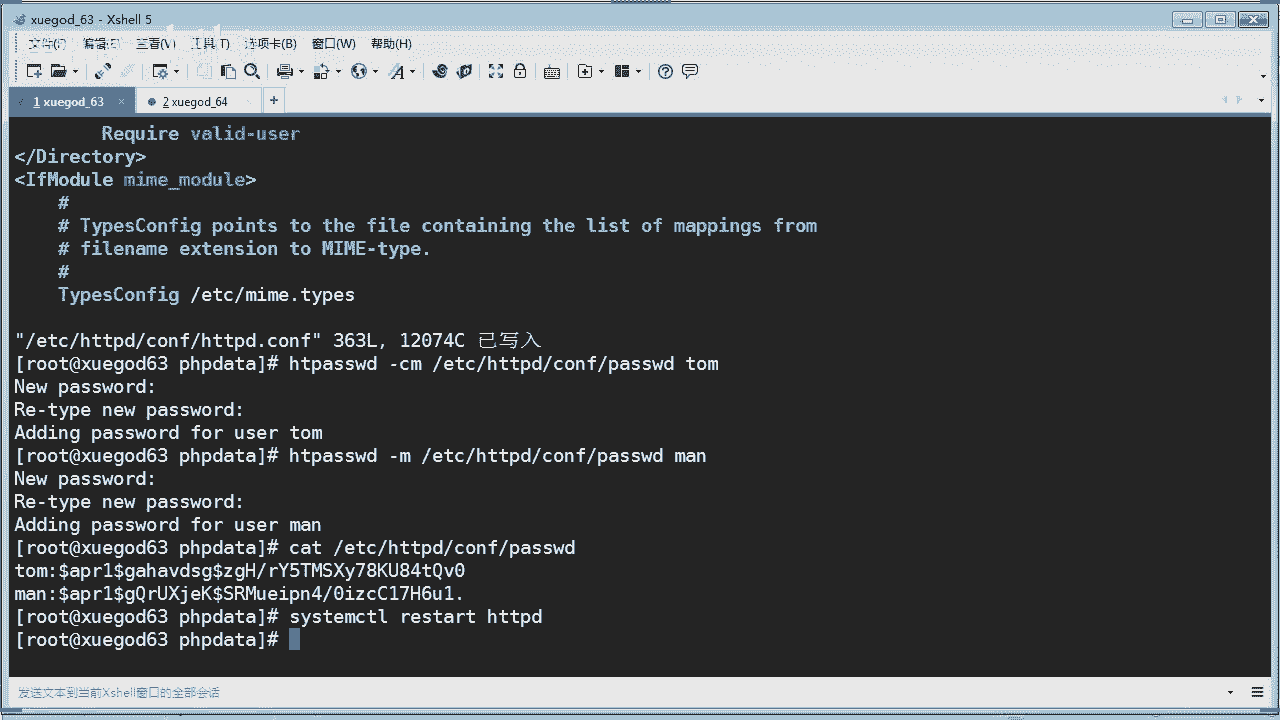 xuegod_63 - Xshell 5
查看(V) 工具(T) 选项卡(B) 窗口(W) 帮助(H)
1 xuegod_63 × 2 xuegod_64 +
Require valid-user
</Directory>
<IfModule mime_module>
#
# TypesConfig points to the file containing the list of mappings from
# filename extension to MIME-type.
#
TypesConfig /etc/mime.types
"/etc/httpd/conf/httpd.conf" 363L, 12074C 已写入
[root@xuegod63 phpdata]# htpasswd -cm /etc/httpd/conf/passwd tom
New password:
Re-type new password:
Adding password for user tom
[root@xuegod63 phpdata]# htpasswd -m /etc/httpd/conf/passwd man
New password:
Re-type new password:
Adding password for user man
[root@xuegod63 phpdata]# cat /etc/httpd/conf/passwd
tom:$apr1$gahavdsg$zgH/rY5TMSXy78KU84tQv0
man:$apr1$gQrUXjeK$SRMueipn4/0izcC17H6u1.
[root@xuegod63 phpdata]# systemctl restart httpd
[root@xuegod63 phpdata]#
发送文本到当前Xshell窗口的全部会话